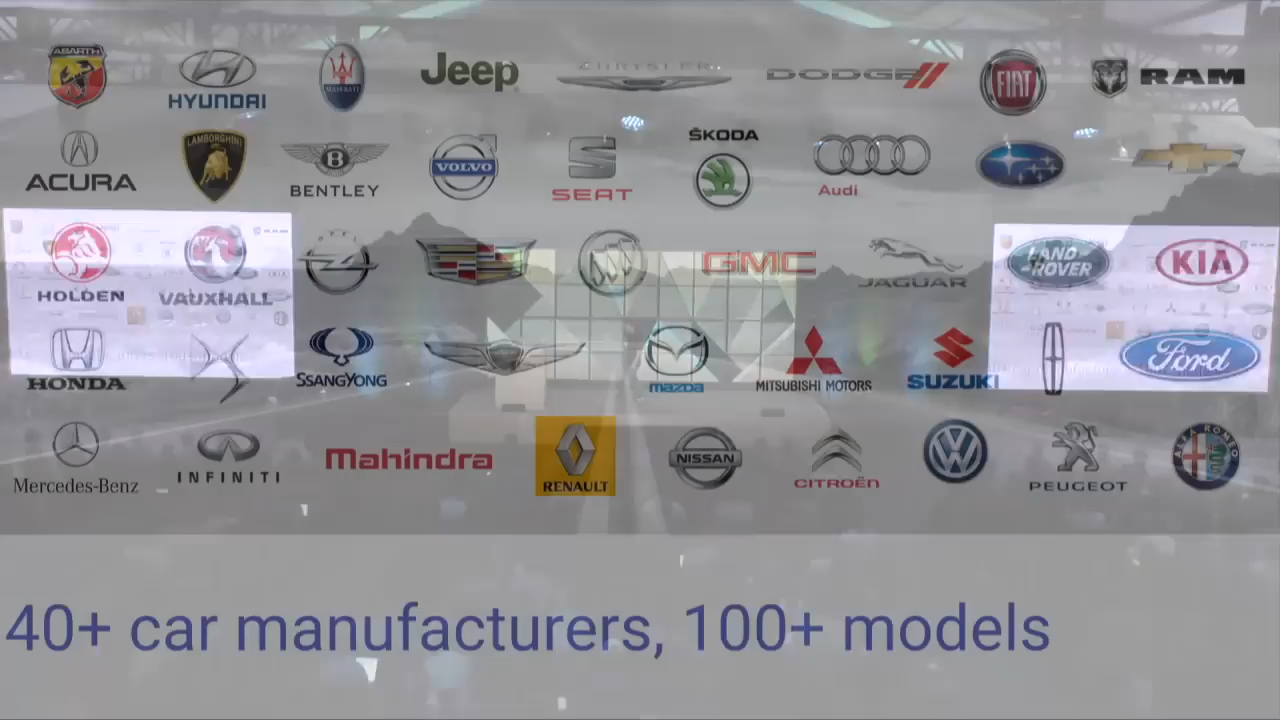 ABARTH
HYUNDAI
MASERATI
Jeep
CHRYSLER
DODGE
FIAT
RAM
ACURA
LAMBORGHINI
B
BENTLEY
VOLVO
SEAT
ŠKODA
Audi
HOLDEN
VAUXHALL
GMC
JAGUAR
LAND
ROVER
KIA
HONDA
SSANGYONG
mazda
MITSUBISHI MOTORS
SUZUKI
Ford
Mercedes-Benz
INFINITI
Mahindra
RENAULT
NISSAN
CITROËN
PEUGEOT
ALFA ROMEO
40+ car manufacturers, 100+ models